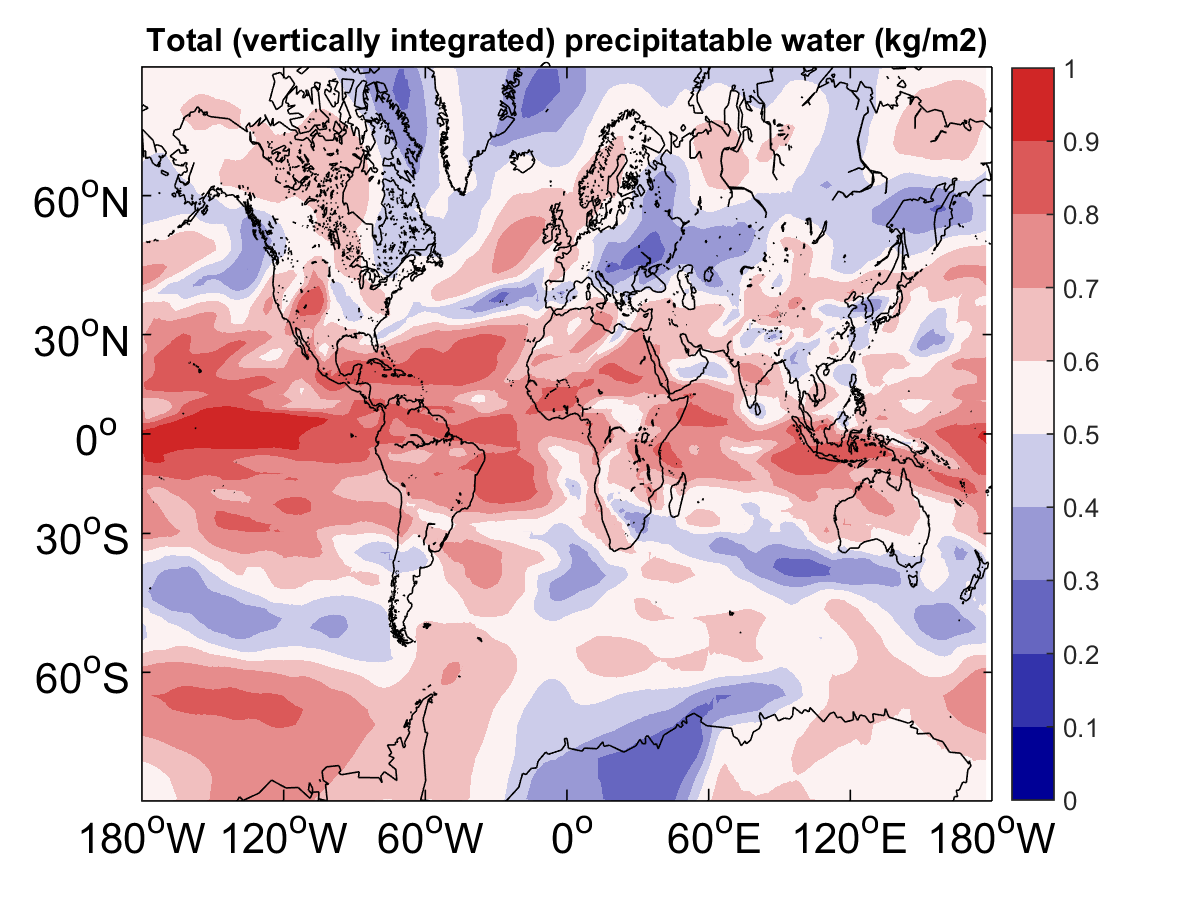 Total (vertically integrated) precipitatable water (kg/m2)
1
0.9
0.8
0.7
0.6
0.5
0.4
0.3
0.2
0.1
0
60°N
30°N
0°
30°S
60°S
180°W 120°W 60°W 0° 60°E 120°E 180°W